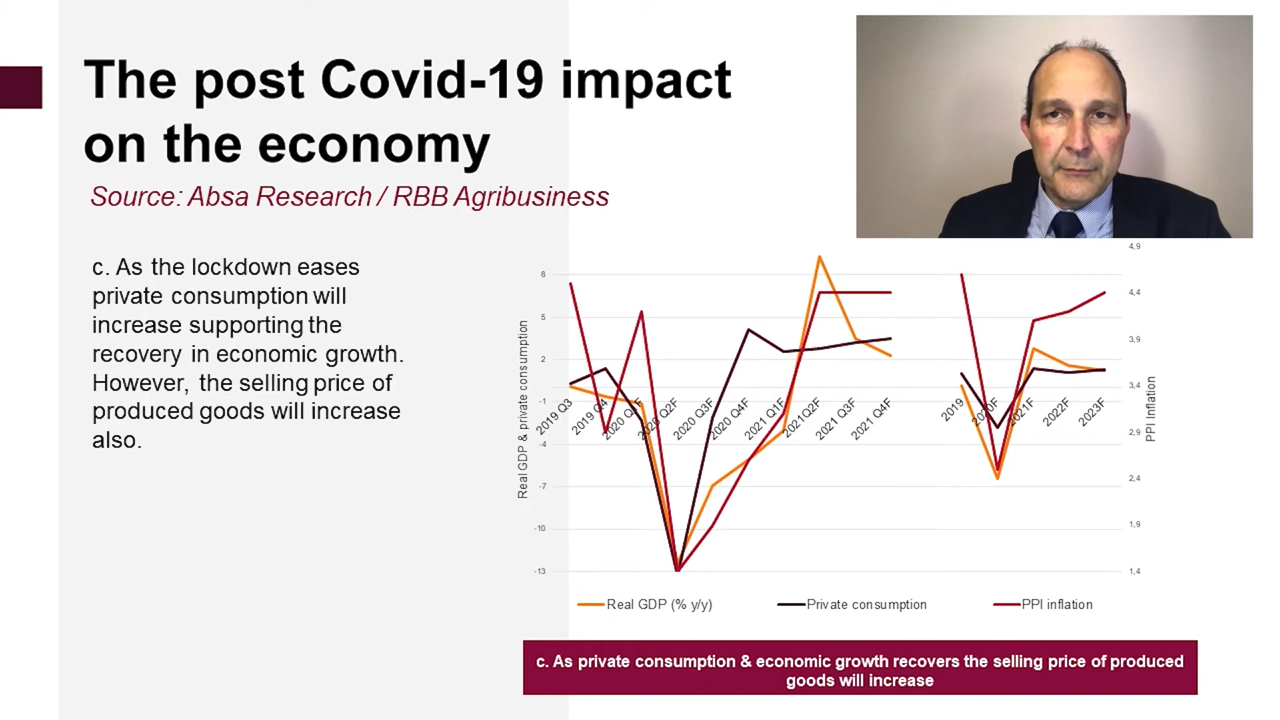 The post Covid-19 impact
on the economy
Source: Absa Research / RBB Agribusiness
c. As the lockdown eases
private consumption will
increase supporting the
recovery in economic growth.
However, the selling price of
produced goods will increase
also.
Real GDP & private consumption
8
5
2
-1
-4
-7
-10
-13
2019 Q3
2019 Q4
2020 Q1F
2020 Q2F
2020 Q3F
2020 Q4F
2021 Q1F
2021 Q2F
2021 Q3F
2021 Q4F
2019
2020F
2021F
2022F
2023F
4,9
4,4
3,9
3,4
2,9
2,4
1,9
1,4
PPI Inflation
Real GDP (% y/y)
Private consumption
PPI inflation
c. As private consumption & economic growth recovers the selling price of produced
goods will increase